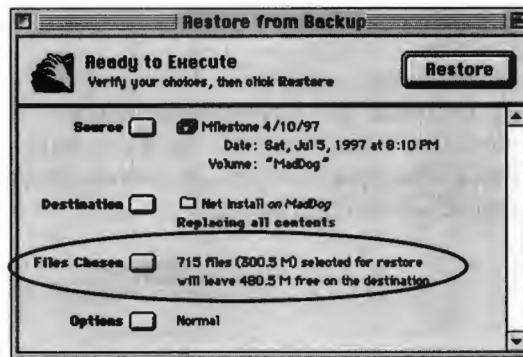 Restore from Backup
Ready to Execute
Verify your choices, then click Restore
Restore
Source
Milestone 4/10/97
Date: Sat, Jul 5, 1997 at 8:10 PM
Volume: "MadDog"
Destination
Net Install on MadDog
Replacing all contents
Files Chosen
715 files (300.5 M) selected for restore
will leave 480.5 M free on the destination
Options
Normal